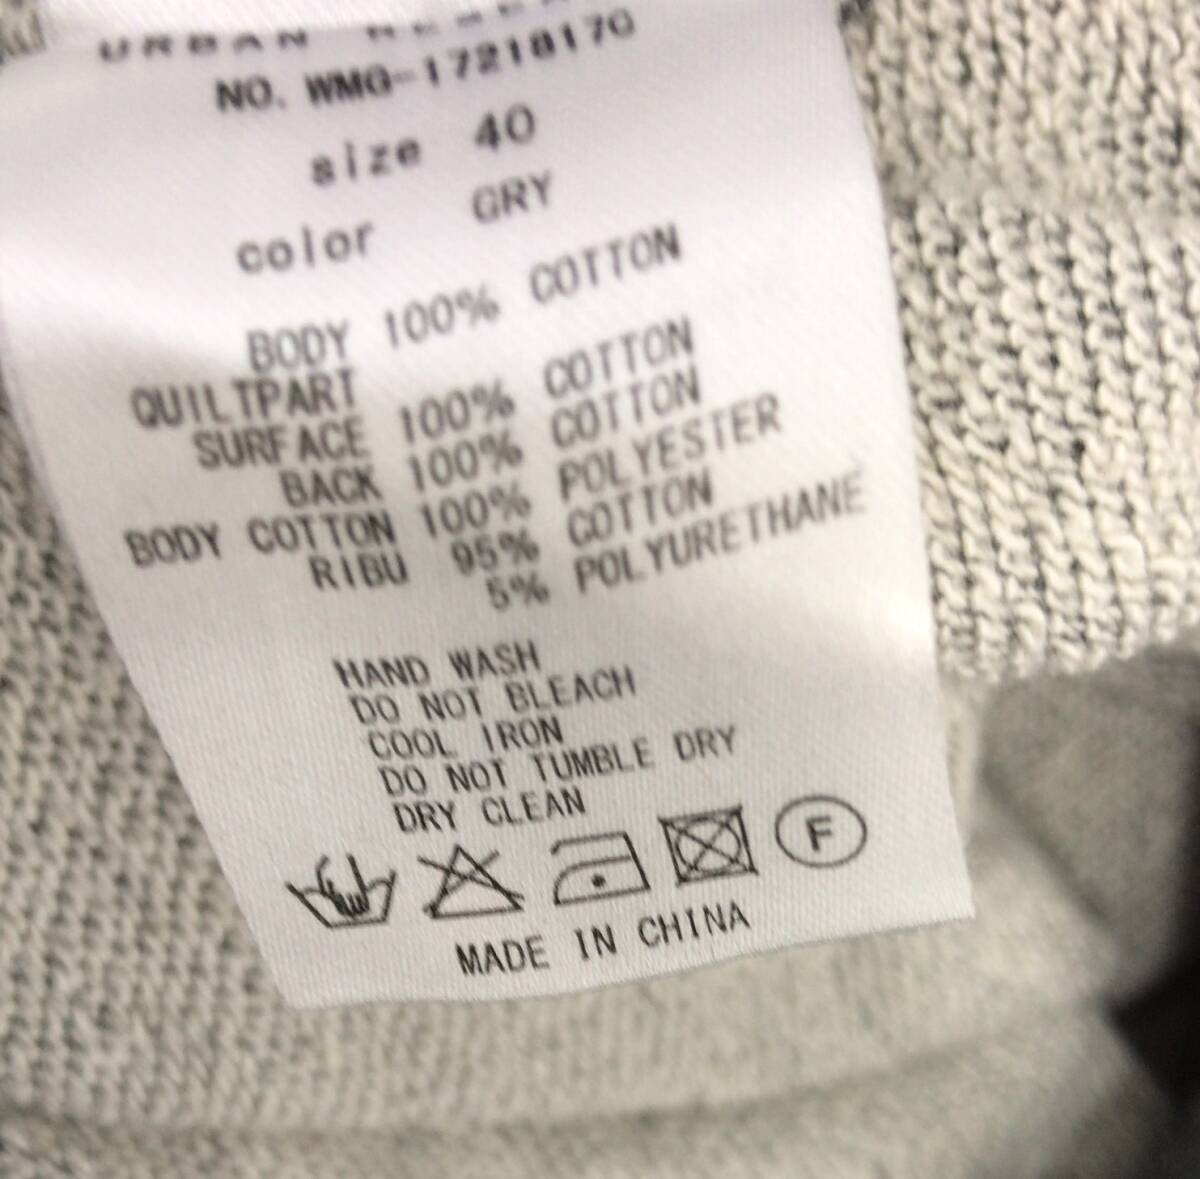 URBAN
NO. WMG-1721817G
size 40
color GRY
BODY 100% COTTON
QUILTPART
SURFACE 100% COTTON
BACK 100% COTTON
BODY COTTON 100% POLYESTER
RIBU 95% COTTON
5% POLYURETHANE
HAND WASH
DO NOT BLEACH
COOL IRON
DO NOT TUMBLE DRY
DRY CLEAN
F
MADE IN CHINA